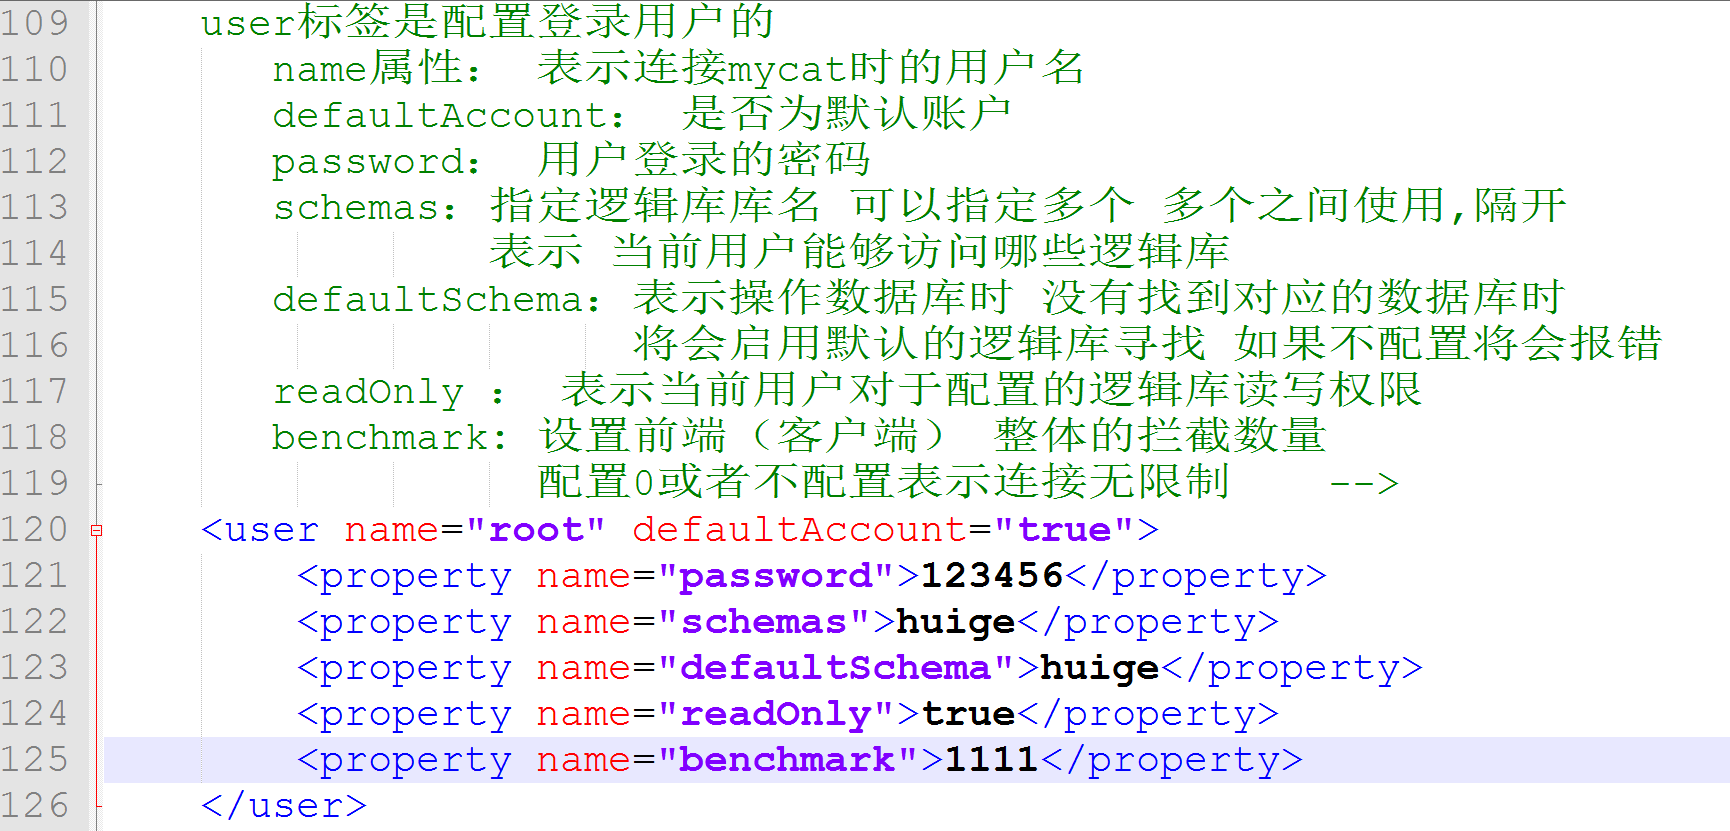 109 user标签是配置登录用户的
110 name属性： 表示连接mycat时的用户名
111 defaultAccount： 是否为默认账户
112 password： 用户登录的密码
113 schemas：指定逻辑库库名 可以指定多个 多个之间使用,隔开
114 表示 当前用户能够访问哪些逻辑库
115 defaultSchema：表示操作数据库时 没有找到对应的数据库时
116 将会启用默认的逻辑库寻找 如果不配置将会报错
117 readOnly ： 表示当前用户对于配置的逻辑库读写权限
118 benchmark：设置前端（客户端） 整体的拦截数量
119 配置0或者不配置表示连接无限制 -->
120 <user name="root" defaultAccount="true">
121 <property name="password">123456</property>
122 <property name="schemas">huige</property>
123 <property name="defaultSchema">huige</property>
124 <property name="readOnly">true</property>
125 <property name="benchmark">1111</property>
126 </user>